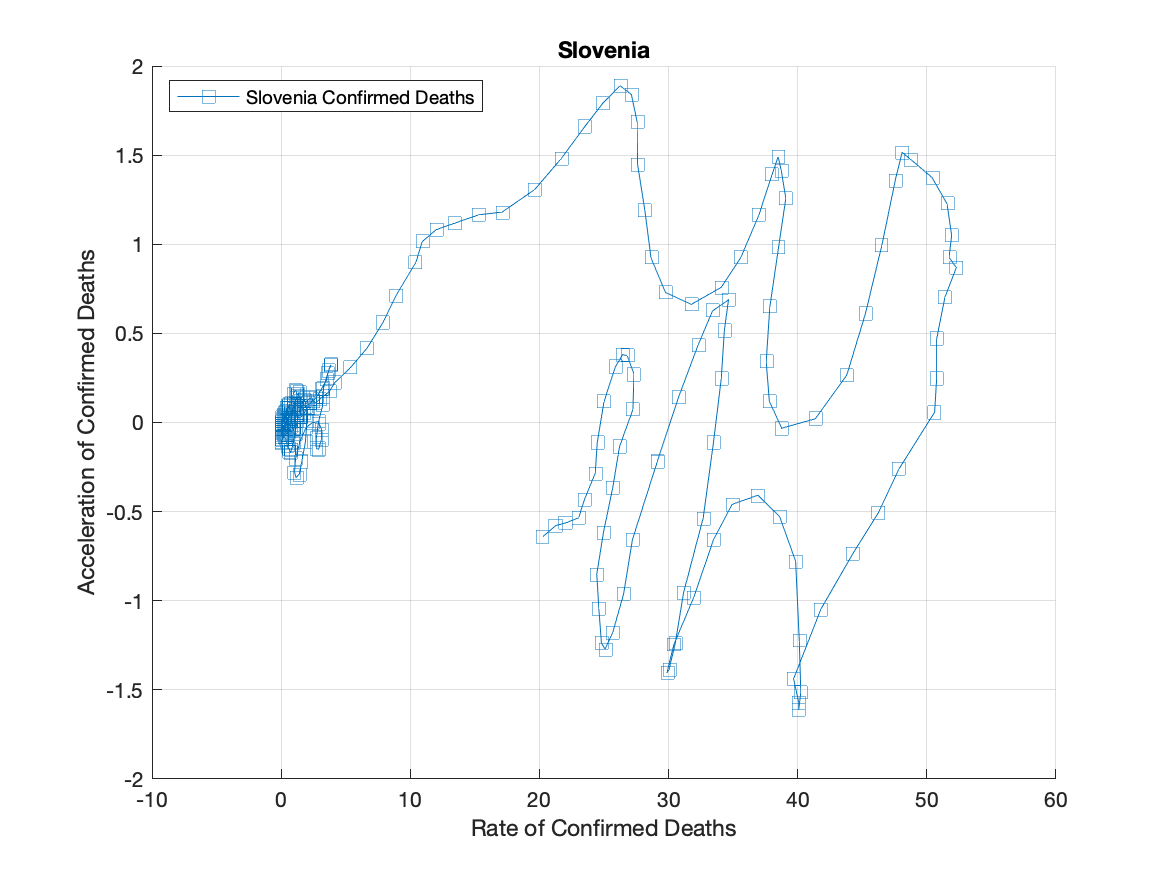 Slovenia
Slovenia Confirmed Deaths
2
1.5
1
0.5
0
-0.5
-1
-1.5
-2
Acceleration of Confirmed Deaths
-10 0 10 20 30 40 50 60
Rate of Confirmed Deaths